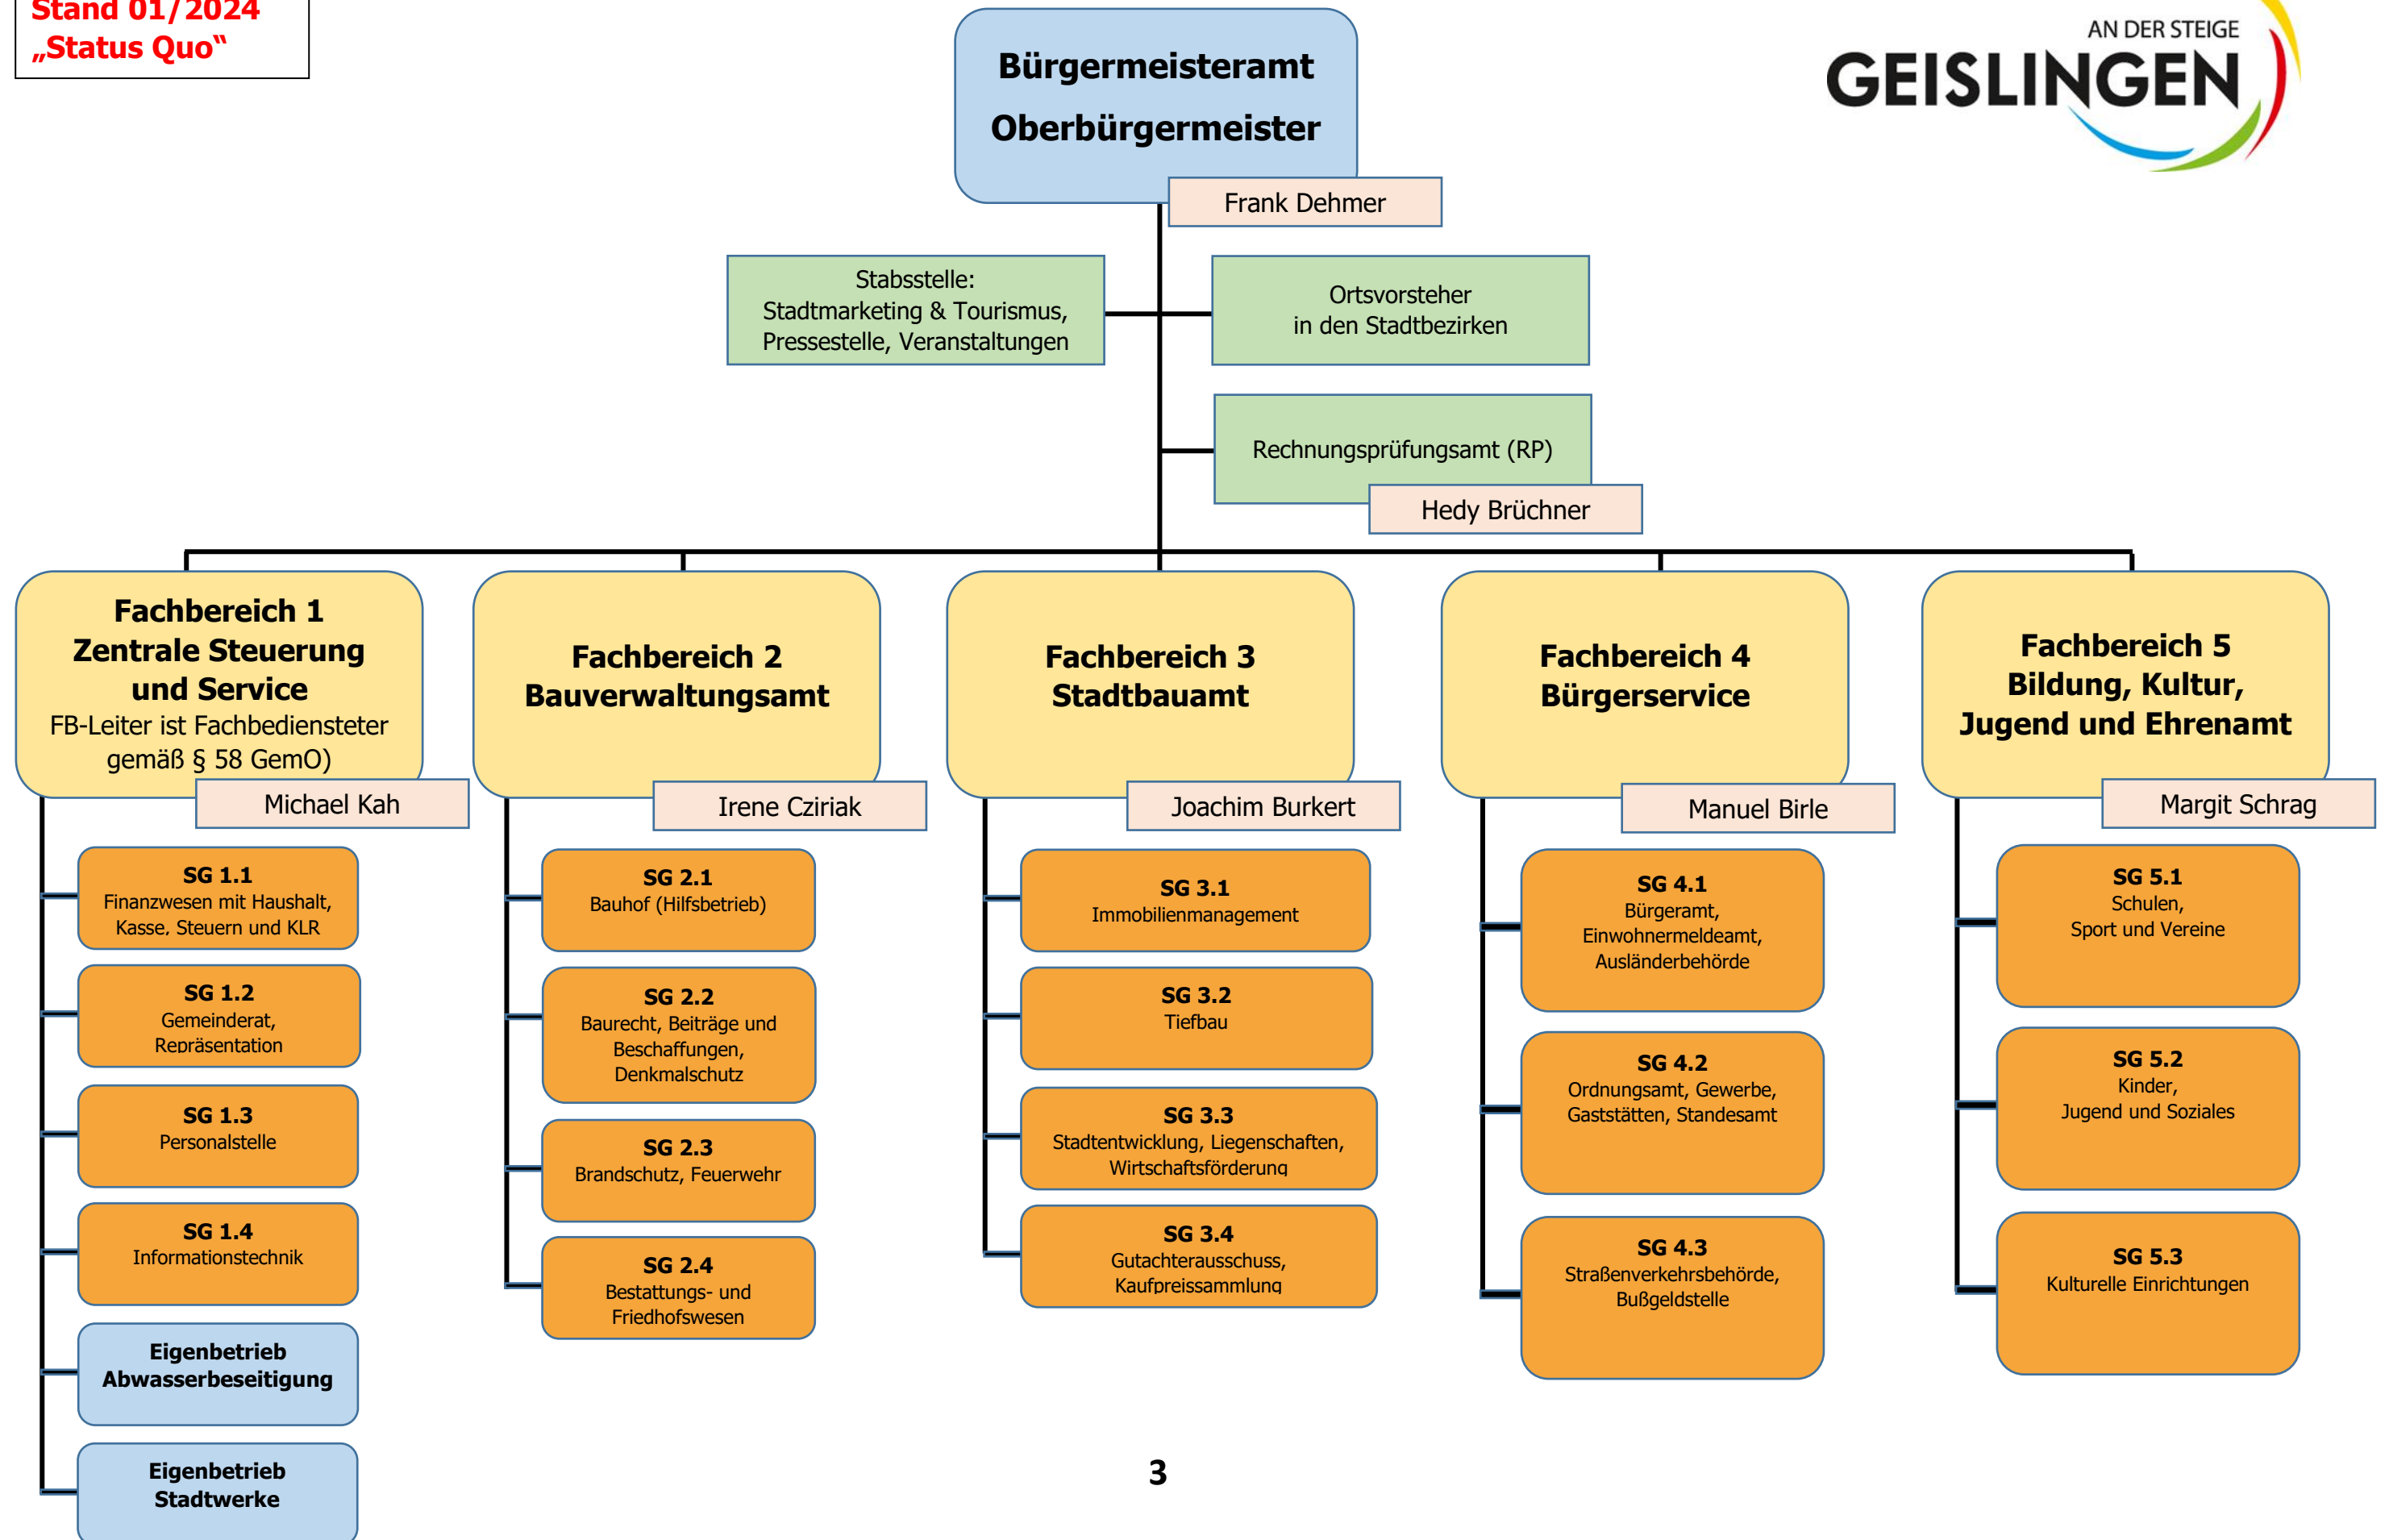 Stand 01/2024
„Status Quo“
AN DER STEIGE
GEISLINGEN
Bürgermeisteramt
Oberbürgermeister
Frank Dehmer
Stabsstelle:
Stadtmarketing & Tourismus,
Pressestelle, Veranstaltungen
Ortsvorsteher
in den Stadtbezirken
Rechnungsprüfungsamt (RP)
Hedy Brüchner
Fachbereich 1
Zentrale Steuerung
und Service
FB-Leiter ist Fachbediensteter
gemäß § 58 GemO)
Michael Kah
SG 1.1
Finanzwesen mit Haushalt,
Kasse, Steuern und KLR
SG 1.2
Gemeinderat,
Repräsentation
SG 1.3
Personalstelle
SG 1.4
Informationstechnik
Eigenbetrieb
Abwasserbeseitigung
Eigenbetrieb
Stadtwerke
Fachbereich 2
Bauverwaltungsamt
Irene Cziriak
SG 2.1
Bauhof (Hilfsbetrieb)
SG 2.2
Baurecht, Beiträge und
Beschaffungen,
Denkmalschutz
SG 2.3
Brandschutz, Feuerwehr
SG 2.4
Bestattungs- und
Friedhofswesen
Fachbereich 3
Stadtbauamt
Joachim Burkert
SG 3.1
Immobilienmanagement
SG 3.2
Tiefbau
SG 3.3
Stadtentwicklung, Liegenschaften,
Wirtschaftsförderung
SG 3.4
Gutachterausschuss,
Kaufpreissammlung
Fachbereich 4
Bürgerservice
Manuel Birle
SG 4.1
Bürgeramt,
Einwohnermeldeamt,
Ausländerbehörde
SG 4.2
Ordnungsamt, Gewerbe,
Gaststätten, Standesamt
SG 4.3
Straßenverkehrsbehörde,
Bußgeldstelle
Fachbereich 5
Bildung, Kultur,
Jugend und Ehrenamt
Margit Schrag
SG 5.1
Schulen,
Sport und Vereine
SG 5.2
Kinder,
Jugend und Soziales
SG 5.3
Kulturelle Einrichtungen
3